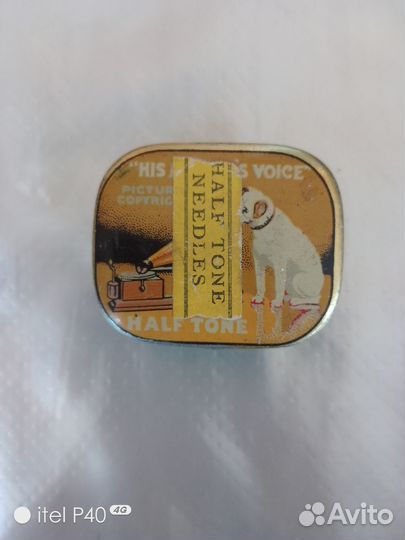 "HIS
S VOICE"
PICTUR
COPYRIG
HALF TONE
NEEDLES
HALF TONE
itel P40 4G
Avito